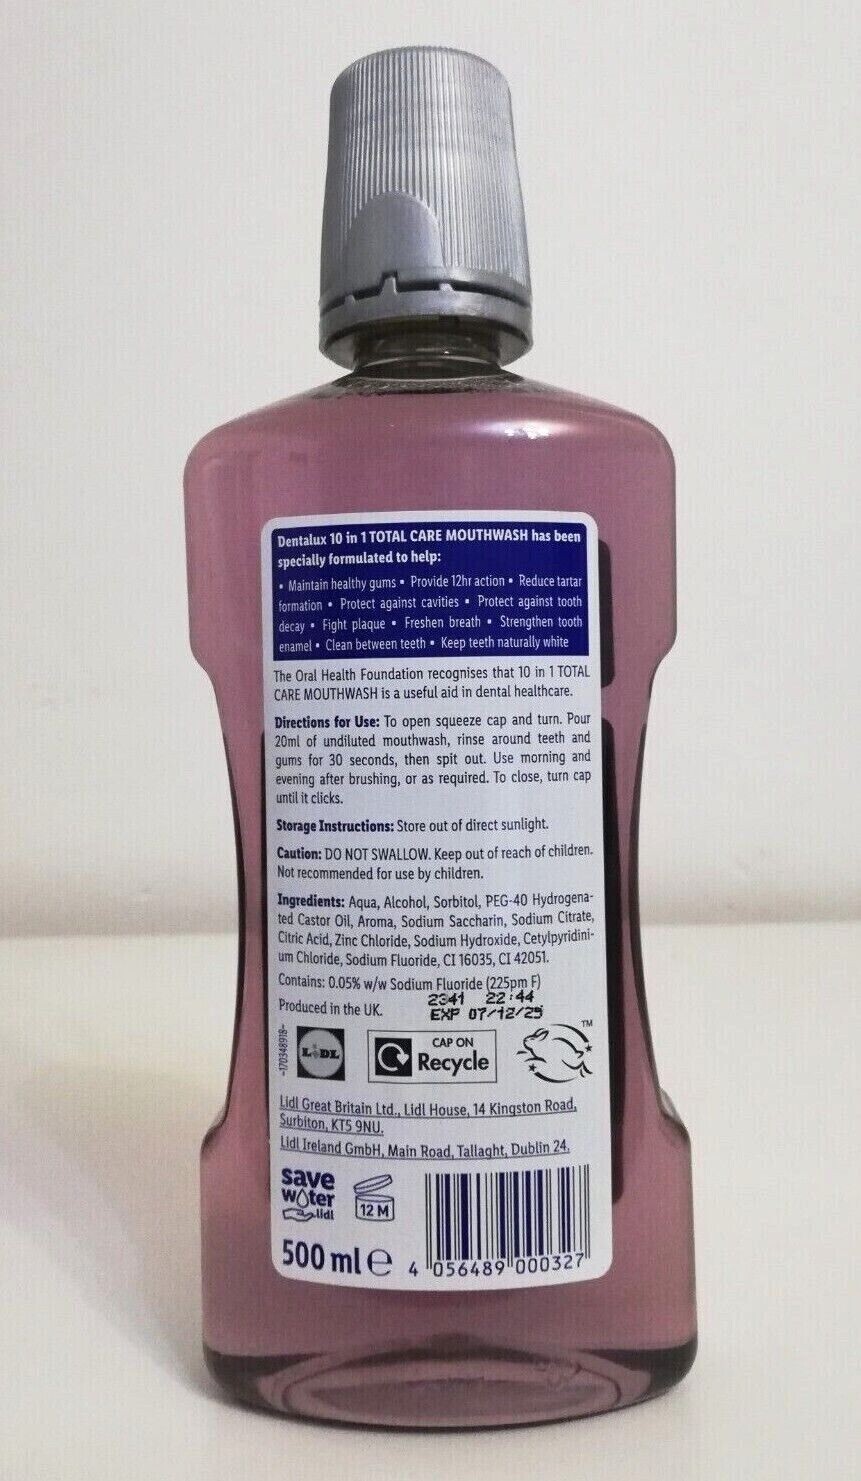 Dentalux 10 in 1 TOTAL CARE MOUTHWASH has been
specially formulated to help:
• Maintain healthy gums • Provide 12hr action • Reduce tartar
formation • Protect against cavities • Protect against tooth
decay • Fight plaque • Freshen breath • Strengthen tooth
enamel • Clean between teeth • Keep teeth naturally white
The Oral Health Foundation recognises that 10 in 1 TOTAL
CARE MOUTHWASH is a useful aid in dental healthcare.
Directions for Use: To open squeeze cap and turn. Pour
20ml of undiluted mouthwash, rinse around teeth and
gums for 30 seconds, then spit out. Use morning and
evening after brushing, or as required. To close, turn cap
until it clicks.
Storage Instructions: Store out of direct sunlight.
Caution: DO NOT SWALLOW. Keep out of reach of children.
Not recommended for use by children.
Ingredients: Aqua, Alcohol, Sorbitol, PEG-40 Hydrogena-
ted Castor Oil, Aroma, Sodium Saccharin, Sodium Citrate,
Citric Acid, Zinc Chloride, Sodium Hydroxide, Cetylpyridini-
um Chloride, Sodium Fluoride, CI 16035, CI 42051.
Contains: 0.05% w/w Sodium Fluoride (225pm F)
Produced in the UK.
2341 22:44
EXP 07/12/25
-170348918-
LIDL
CAP ON
Recycle
TM
Lidl Great Britain Ltd., Lidl House, 14 Kingston Road,
Surbiton, KT5 9NU.
Lidl Ireland GmbH, Main Road, Tallaght, Dublin 24.
save
water
lidl
12 M
500 ml e
4 056489 000327